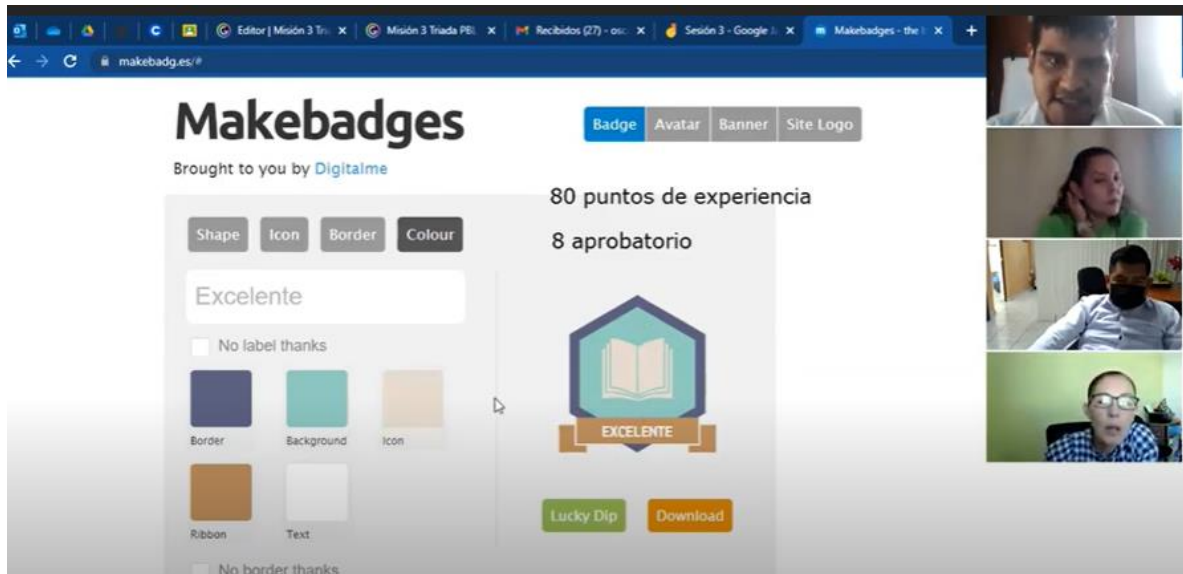 Editor | Misión 3 Tri
Misión 3 Triada PBL
Recibidos (27) - osc
Sesión 3 - Google J
Makebadges - the
makebadg.es/#
Makebadges
Badge Avatar Banner Site Logo
Brought to you by Digitalme
80 puntos de experiencia
Shape Icon Border Colour
8 aprobatorio
Excelente
No label thanks
Border Background Icon
EXCELENTE
Ribbon Text
Lucky Dip Download
No border thanks